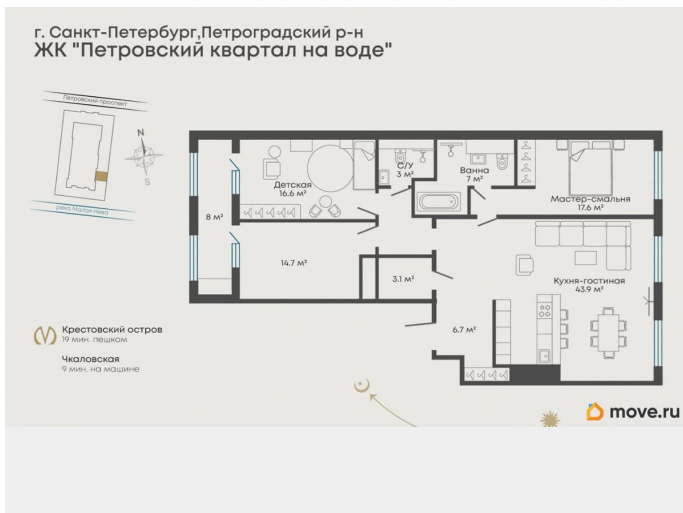 г. Санкт-Петербург,Петроградский р-н
ЖК "Петровский квартал на воде"
Петровский проспект
N
S
река Малая Нева
Детская
16.6 м²
С/У
3 м²
Ванна
7 м²
Мастер-смальня
17.6 м²
8 м²
14.7 м²
3.1 м²
Кухня-гостиная
43.9 м²
6.7 м²
Крестовский остров
19 мин. пешком
Чкаловская
9 мин. на машине
move.ru